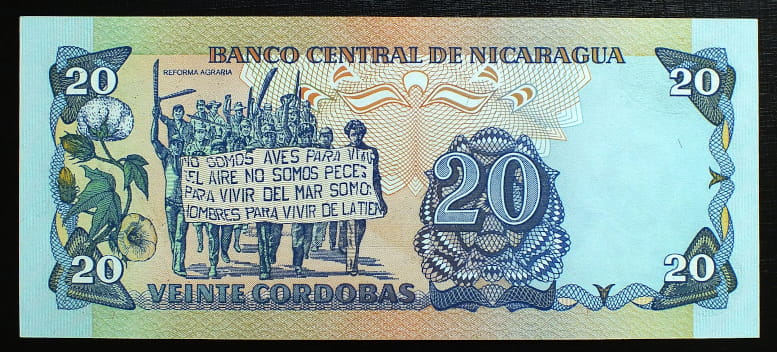 BANCO CENTRAL DE NICARAGUA
20
20
REFORMA AGRARIA
NO SOMOS AVES PARA VIVI
EL AIRE NO SOMOS PECES
PARA VIVIR DEL MAR SOMO
HOMBRES PARA VIVIR DE LA TIER
20
20
20
VEINTE CORDOBAS